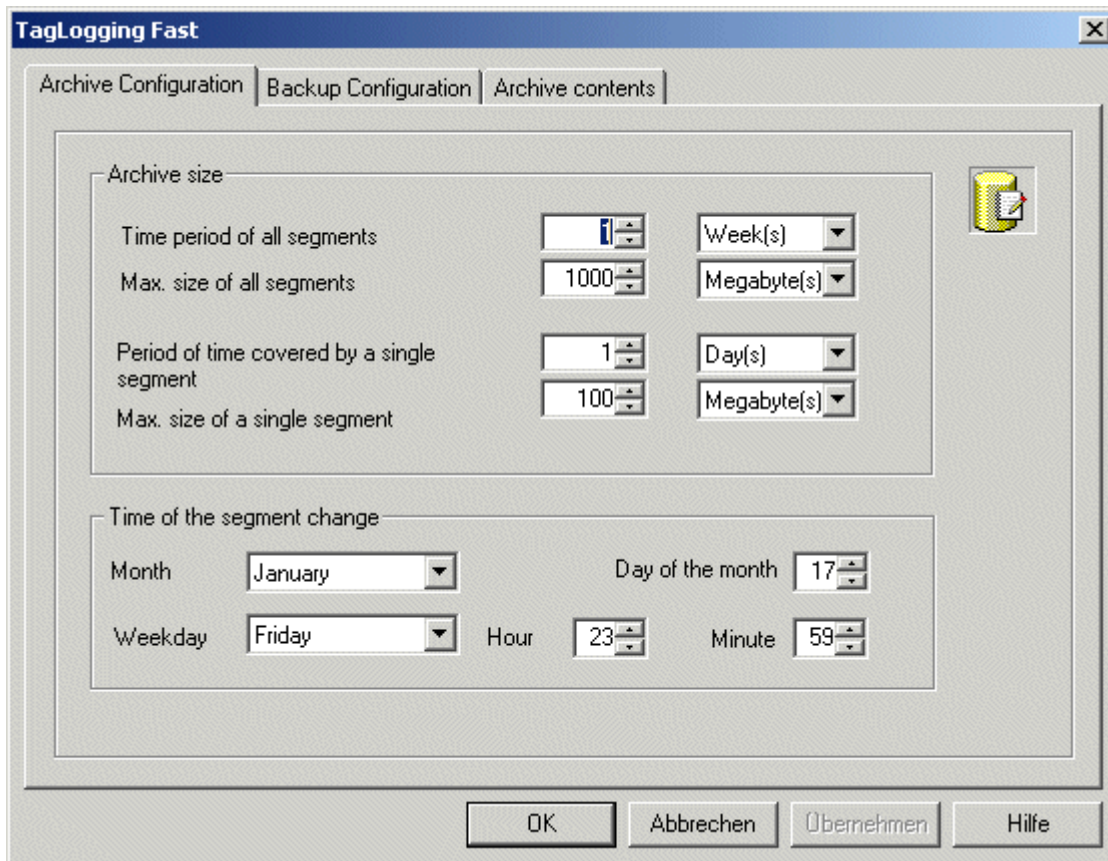 TagLogging Fast
Archive Configuration Backup Configuration Archive contents
Archive size
Time period of all segments 1 Week(s)
Max. size of all segments 1000 Megabyte(s)
Period of time covered by a single 1 Day(s)
segment
Max. size of a single segment 100 Megabyte(s)
Time of the segment change
Month January Day of the month 17
Weekday Friday Hour 23 Minute 59
OK Abbrechen Übernehmen Hilfe